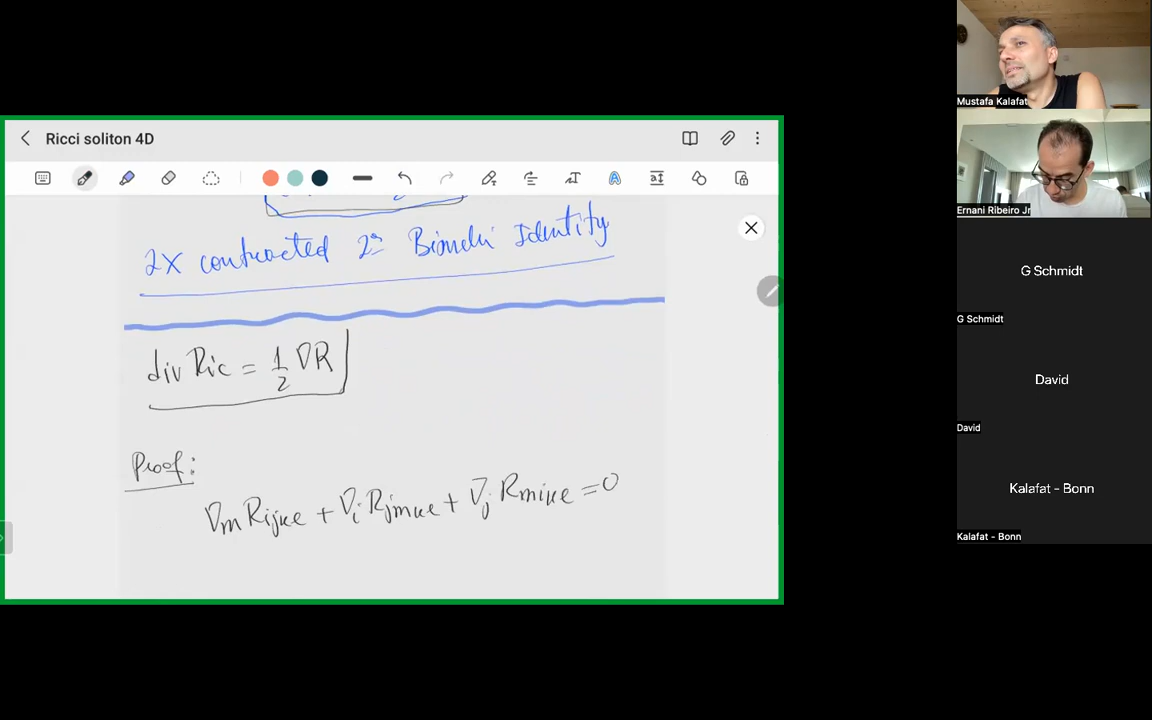 Ricci soliton 4D
2X contracted 2ⁿᵈ Bianchi Identity
div Ric = 1/2 ∇R
Proof:
∇m Rijkl + ∇i Rjmkl + ∇j Rmikl = 0
Mustafa Kalafat
Ernani Ribeiro Jr
G Schmidt
G Schmidt
David
David
Kalafat - Bonn
Kalafat - Bonn